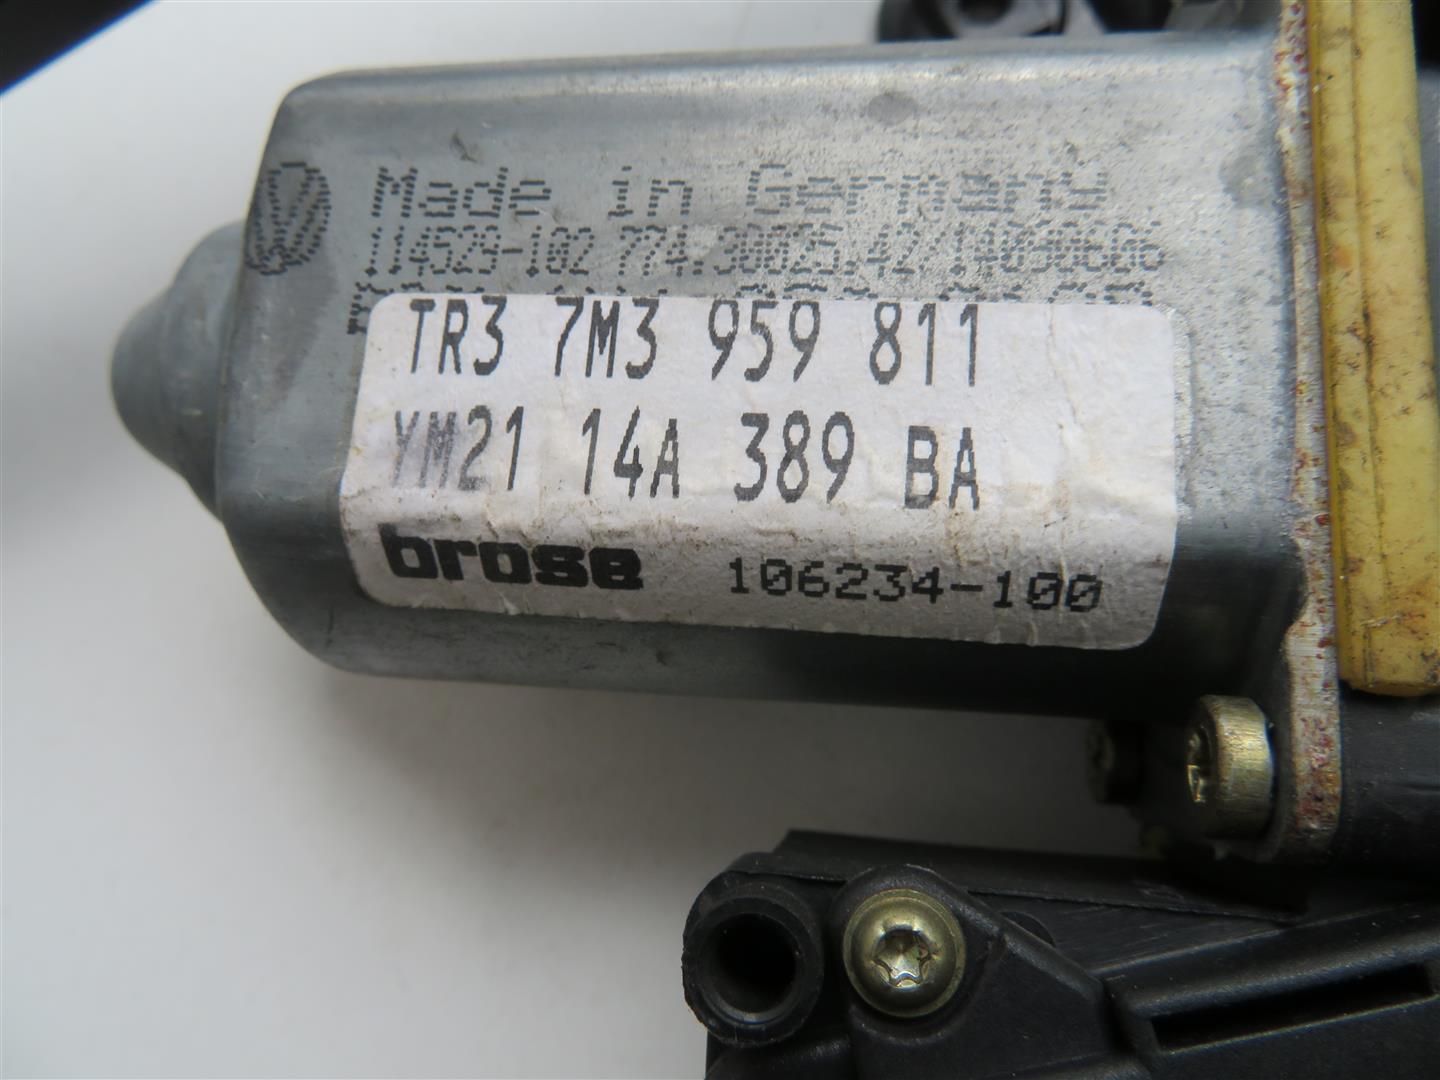 Made in Germany
TR3 7M3 959 811
YM21 14A 389 BA
brose 106234-100